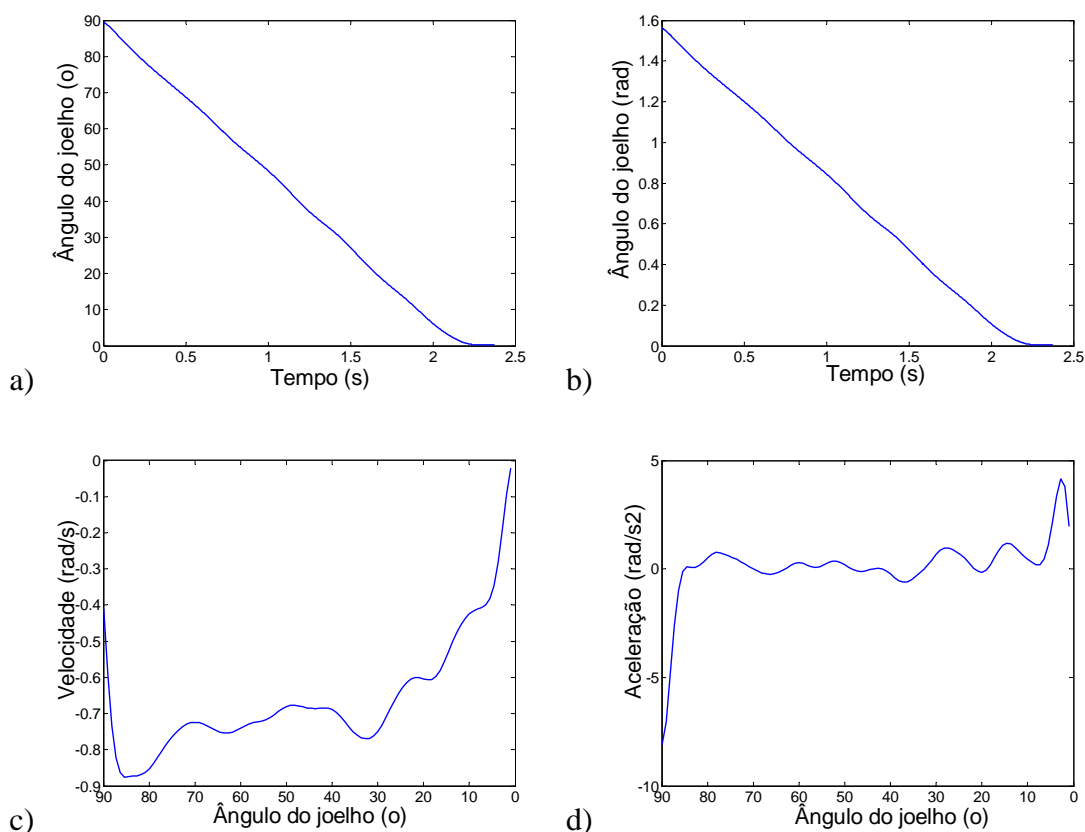 90
80
70
60
50
40
30
20
10
0
Ângulo do joelho (o)
0 0.5 1 1.5 2 2.5
Tempo (s)
a)
1.6
1.4
1.2
1
0.8
0.6
0.4
0.2
0
Ângulo do joelho (rad)
0 0.5 1 1.5 2 2.5
Tempo (s)
b)
0
-0.1
-0.2
-0.3
-0.4
-0.5
-0.6
-0.7
-0.8
-0.9
Velocidade (rad/s)
90 80 70 60 50 40 30 20 10 0
Ângulo do joelho (o)
c)
5
0
-5
-10
Aceleração (rad/s2)
90 80 70 60 50 40 30 20 10 0
Ângulo do joelho (o)
d)